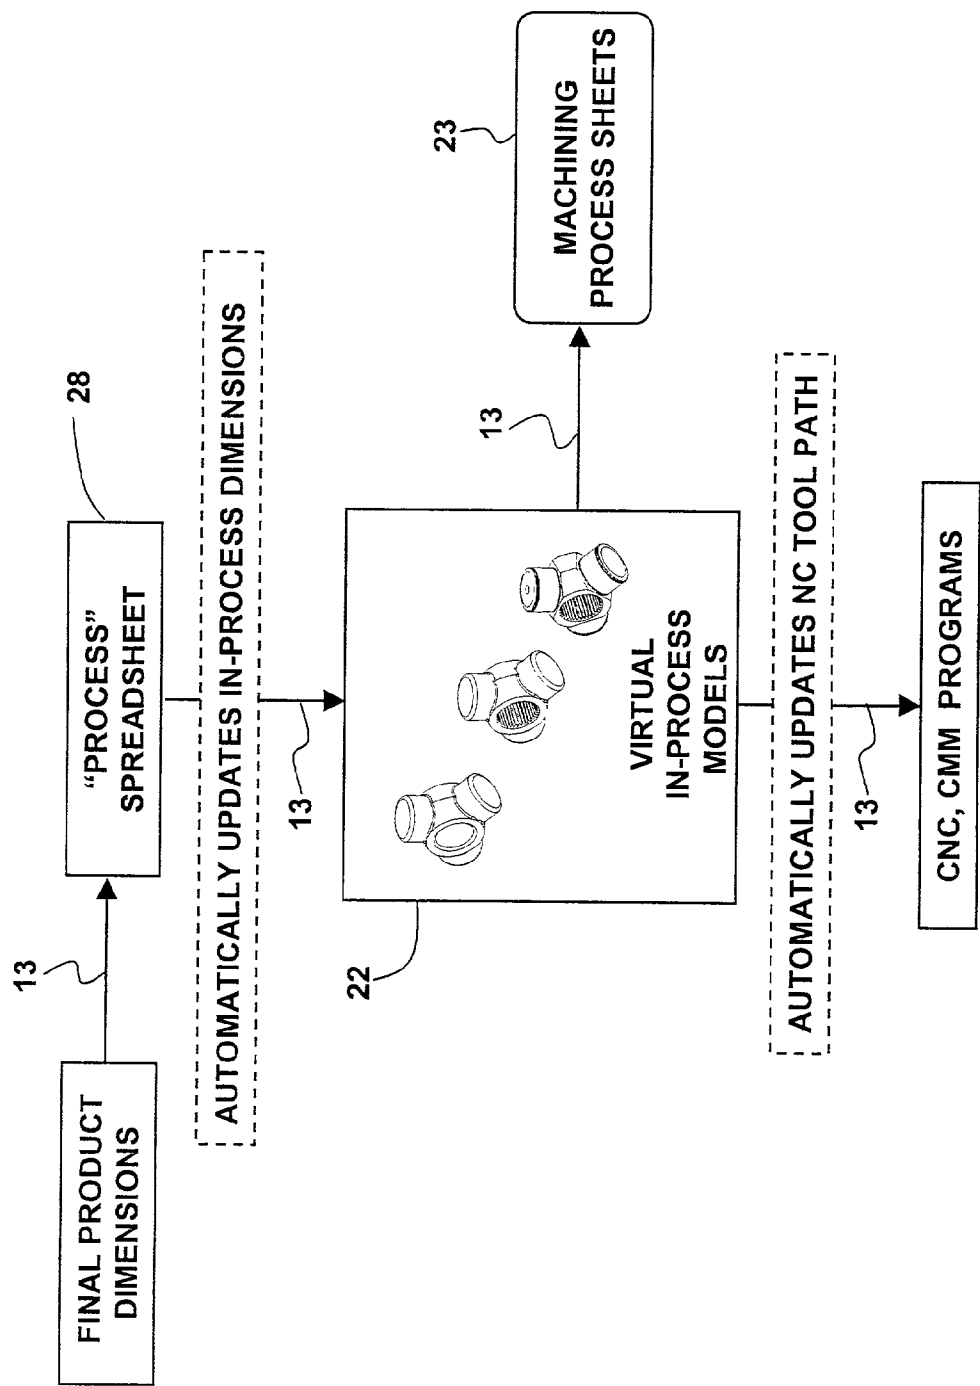 FINAL PRODUCT
DIMENSIONS
13
“PROCESS”
SPREADSHEET
28
AUTOMATICALLY UPDATES IN-PROCESS DIMENSIONS
13
22
VIRTUAL
IN-PROCESS
MODELS
13
23
MACHINING
PROCESS SHEETS
AUTOMATICALLY UPDATES NC TOOL PATH
13
CNC, CMM PROGRAMS